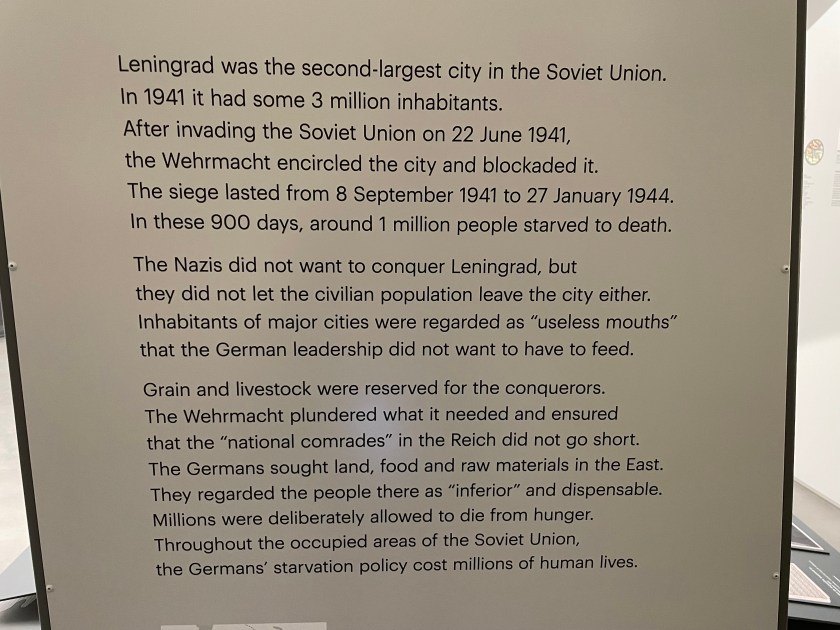 Leningrad was the second-largest city in the Soviet Union.
In 1941 it had some 3 million inhabitants.
After invading the Soviet Union on 22 June 1941,
the Wehrmacht encircled the city and blockaded it.
The siege lasted from 8 September 1941 to 27 January 1944.
In these 900 days, around 1 million people starved to death.
The Nazis did not want to conquer Leningrad, but
they did not let the civilian population leave the city either.
Inhabitants of major cities were regarded as “useless mouths”
that the German leadership did not want to have to feed.
Grain and livestock were reserved for the conquerors.
The Wehrmacht plundered what it needed and ensured
that the “national comrades” in the Reich did not go short.
The Germans sought land, food and raw materials in the East.
They regarded the people there as “inferior” and dispensable.
Millions were deliberately allowed to die from hunger.
Throughout the occupied areas of the Soviet Union,
the Germans’ starvation policy cost millions of human lives.